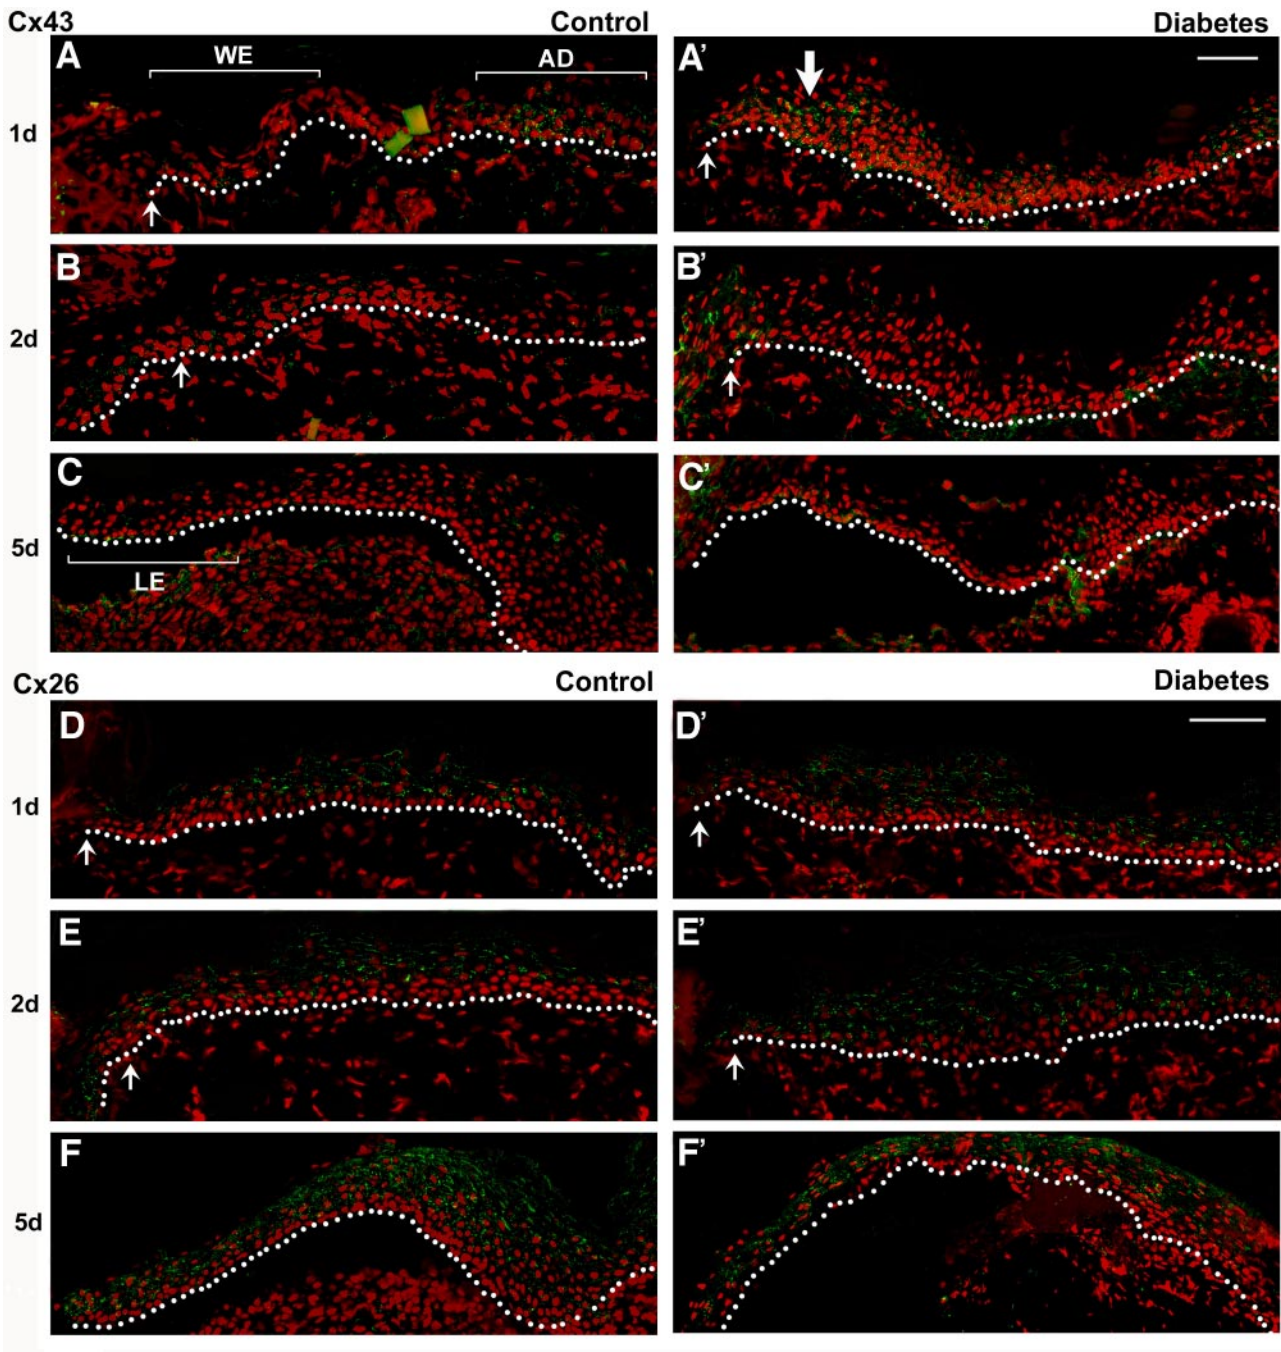 Cx43 Control Diabetes
A WE AD A’
1d
B B’
2d
C C’
5d
LE
Cx26 Control Diabetes
D D’
1d
E E’
2d
F F’
5d